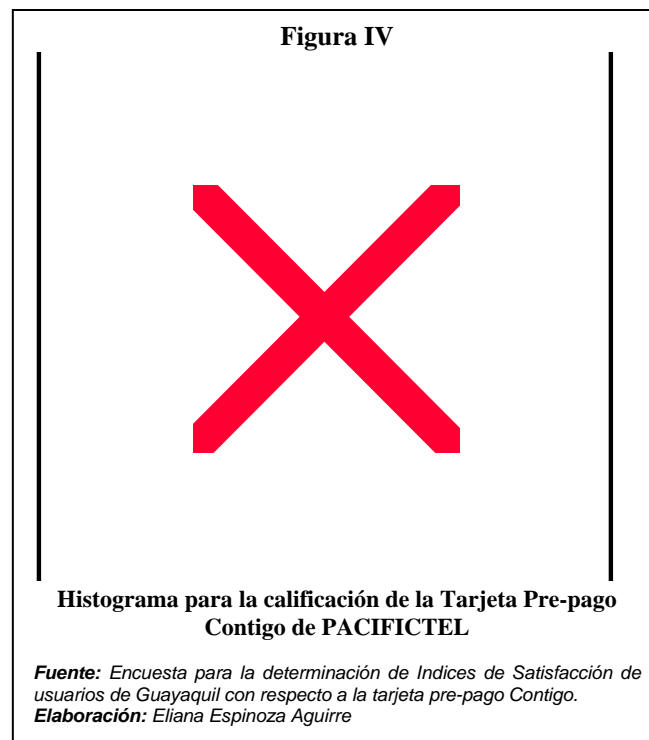 Figura IV
Histograma para la calificación de la Tarjeta Pre-pago
Contigo de PACIFICTEL
Fuente: Encuesta para la determinación de Indices de Satisfacción de
usuarios de Guayaquil con respecto a la tarjeta pre-pago Contigo.
Elaboración: Eliana Espinoza Aguirre